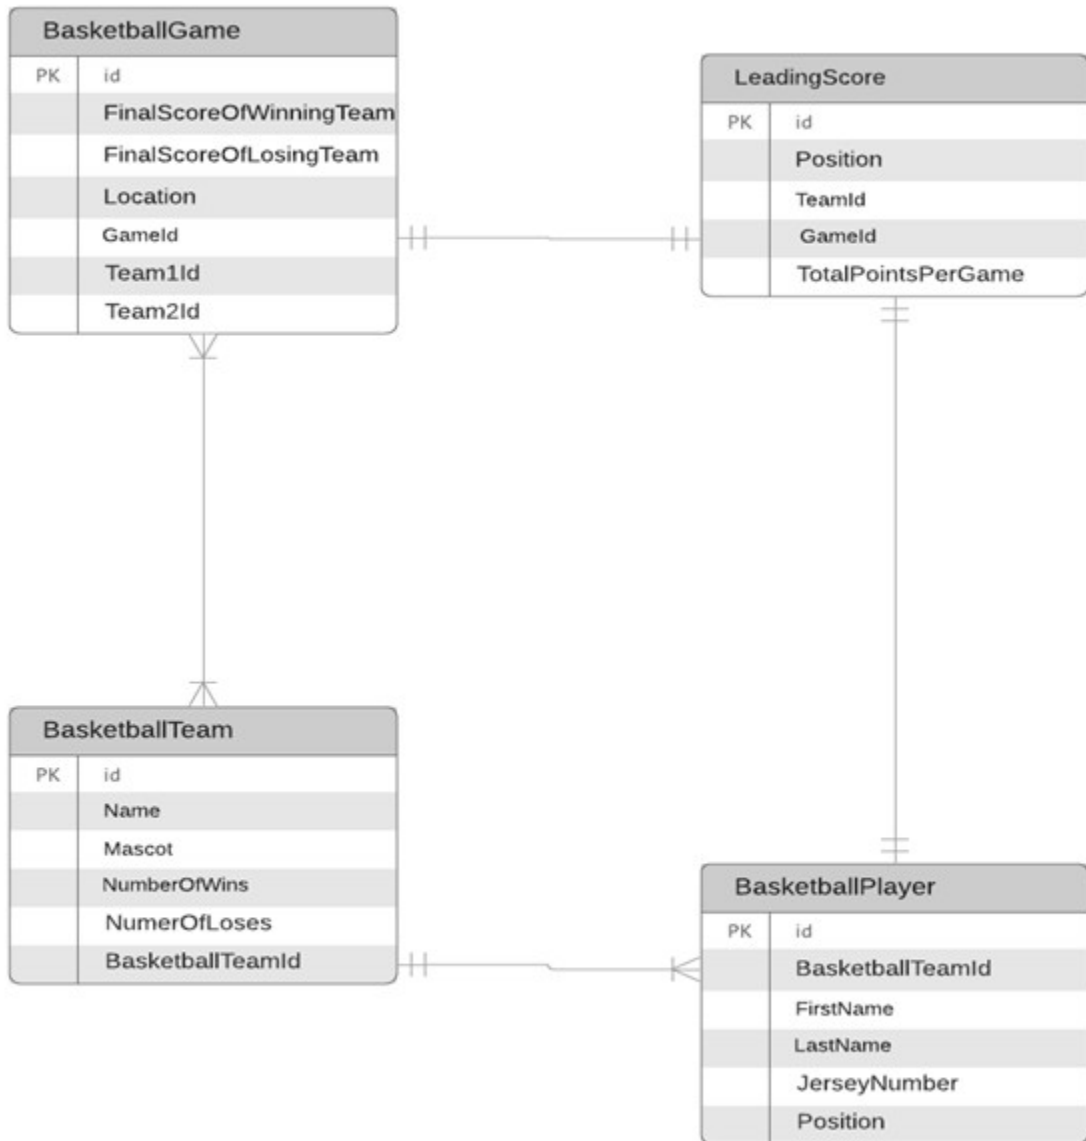 BasketballGame
PK id
FinalScoreOfWinningTeam
FinalScoreOfLosingTeam
Location
GameId
Team1Id
Team2Id
LeadingScore
PK id
Position
TeamId
GameId
TotalPointsPerGame
BasketballTeam
PK id
Name
Mascot
NumberOfWins
NumerOfLoses
BasketballTeamId
BasketballPlayer
PK id
BasketballTeamId
FirstName
LastName
JerseyNumber
Position